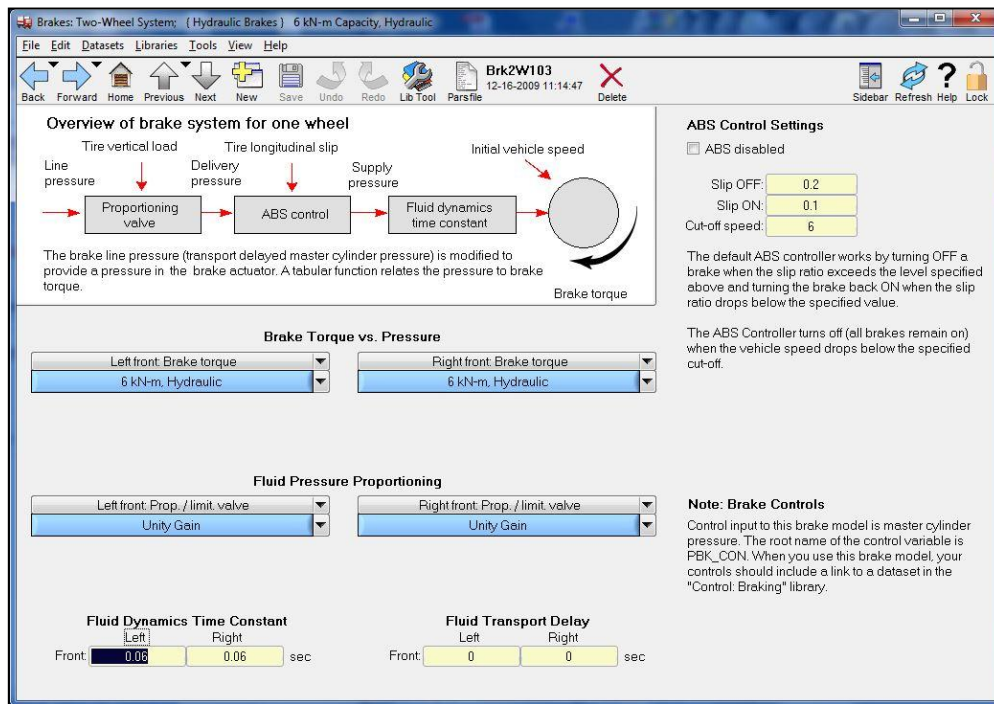 Brakes: Two-Wheel System; ( Hydraulic Brakes ) 6 kN-m Capacity, Hydraulic
File Edit Datasets Libraries Tools View Help
Back Forward Home Previous Next New Save Undo Redo Lib Tool Parsfile
Brk2W103
12-16-2009 11:14:47
Delete Sidebar Refresh Help Lock
Overview of brake system for one wheel
Tire vertical load Tire longitudinal slip Initial vehicle speed
Line pressure
Delivery pressure
Supply pressure
Proportioning valve
ABS control
Fluid dynamics time constant
The brake line pressure (transport delayed master cylinder pressure) is modified to
provide a pressure in the brake actuator. A tabular function relates the pressure to brake
torque.
Brake torque
Brake Torque vs. Pressure
Left front: Brake torque Right front: Brake torque
6 kN-m, Hydraulic 6 kN-m, Hydraulic
Fluid Pressure Proportioning
Left front: Prop. / limit. valve Right front: Prop. / limit. valve
Unity Gain Unity Gain
Fluid Dynamics Time Constant
Left Right
Front: 0.06 0.06 sec
Fluid Transport Delay
Left Right
Front: 0 0 sec
ABS Control Settings
ABS disabled
Slip OFF: 0.2
Slip ON: 0.1
Cut-off speed: 6
The default ABS controller works by turning OFF a
brake when the slip ratio exceeds the level specified
above and turning the brake back ON when the slip
ratio drops below the specified value.
The ABS Controller turns off (all brakes remain on)
when the vehicle speed drops below the specified
cut-off.
Note: Brake Controls
Control input to this brake model is master cylinder
pressure. The root name of the control variable is
PBK_CON. When you use this brake model, your
controls should include a link to a dataset in the
"Control: Braking" library.